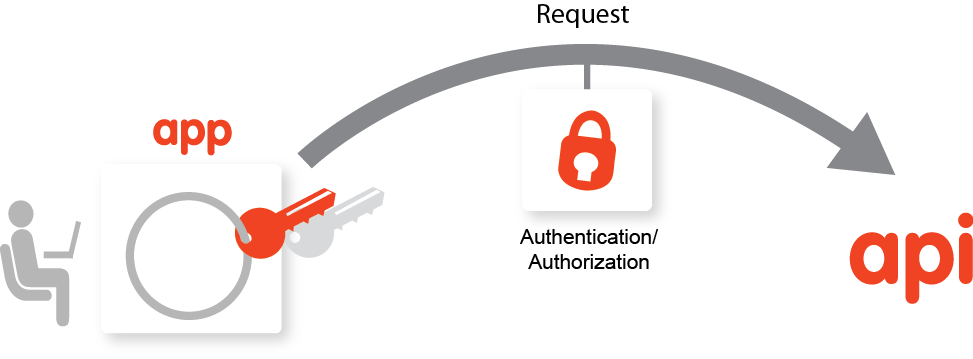 Request
app
Authentication/
Authorization
api